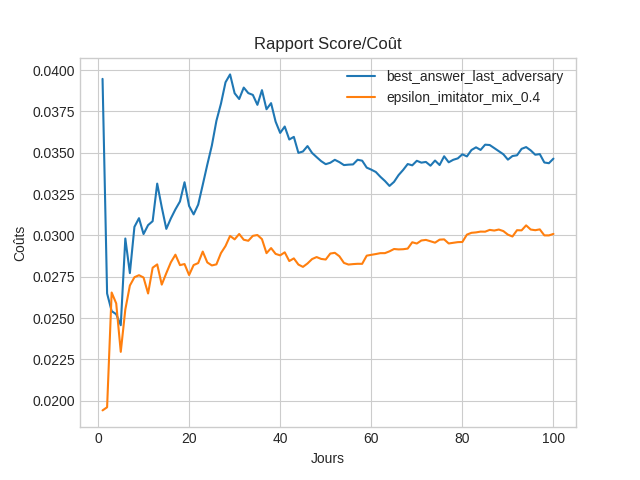 Rapport Score/Coût
best_answer_last_adversary
epsilon_imitator_mix_0.4
Coûts
0.0400
0.0375
0.0350
0.0325
0.0300
0.0275
0.0250
0.0225
0.0200
0 20 40 60 80 100
Jours